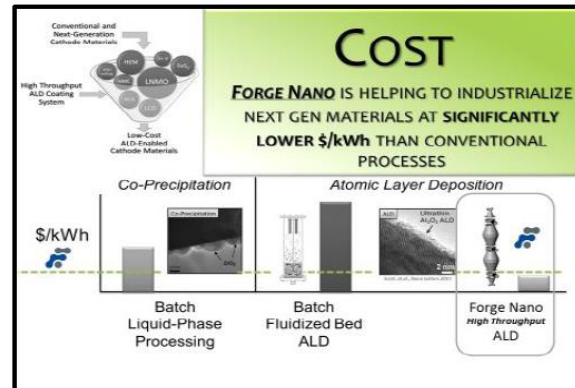 Conventional and
Next-Generation
Cathode Materials
HEM
LNMO
LCO
High Throughput
ALD Coating
System
Low-Cost
ALD-Enabled
Cathode Materials
COST
FORGE NANO IS HELPING TO INDUSTRIALIZE
NEXT GEN MATERIALS AT SIGNIFICANTLY
LOWER $/kWh THAN CONVENTIONAL
PROCESSES
Co-Precipitation
Atomic Layer Deposition
$/kWh
Co-Precipitation
ALD
Ultrathin
Al₂O₃ ALD
2 nm
Batch
Liquid-Phase
Processing
Batch
Fluidized Bed
ALD
Forge Nano
High Throughput
ALD